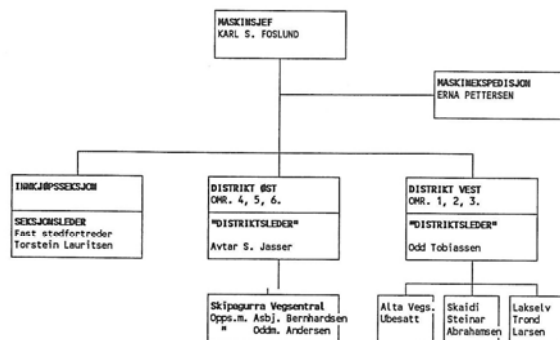 MASKINSJEF
KARL S. FOSLUND
MASKINEKSPEDISJON
ERNA PETTERSEN
INNKJØPSSEKSJON
SEKSJONSLEDER
Fast stedfortreder
Torstein Lauritsen
DISTRIKT ØST
OMR. 4, 5, 6.
"DISTRIKTSLEDER"
Avtar S. Jasser
DISTRIKT VEST
OMR. 1, 2, 3.
"DISTRIKTSLEDER"
Odd Tobiassen
Skipagurra Vegsentral
Opps.m. Asbj. Bernhardsen
" Oddm. Andersen
Alta Vegs.
Ubesatt
Skaidi
Steinar
Abrahamsen
Lakselv
Trond
Larsen